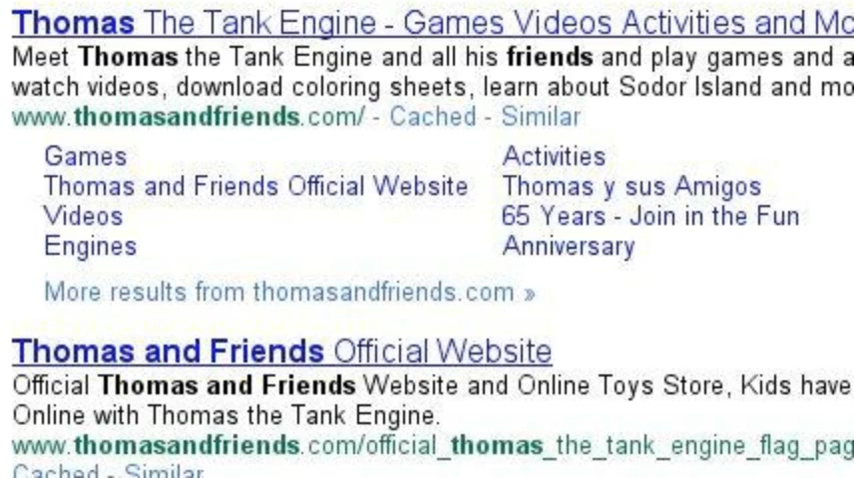 Thomas The Tank Engine - Games Videos Activities and Mo
Meet Thomas the Tank Engine and all his friends and play games and a
watch videos, download coloring sheets, learn about Sodor Island and mo
www.thomasandfriends.com/ - Cached - Similar
Games Activities
Thomas and Friends Official Website Thomas y sus Amigos
Videos 65 Years - Join in the Fun
Engines Anniversary
More results from thomasandfriends.com »
Thomas and Friends Official Website
Official Thomas and Friends Website and Online Toys Store, Kids have
Online with Thomas the Tank Engine.
www.thomasandfriends.com/official_thomas_the_tank_engine_flag_pag
Cached - Similar